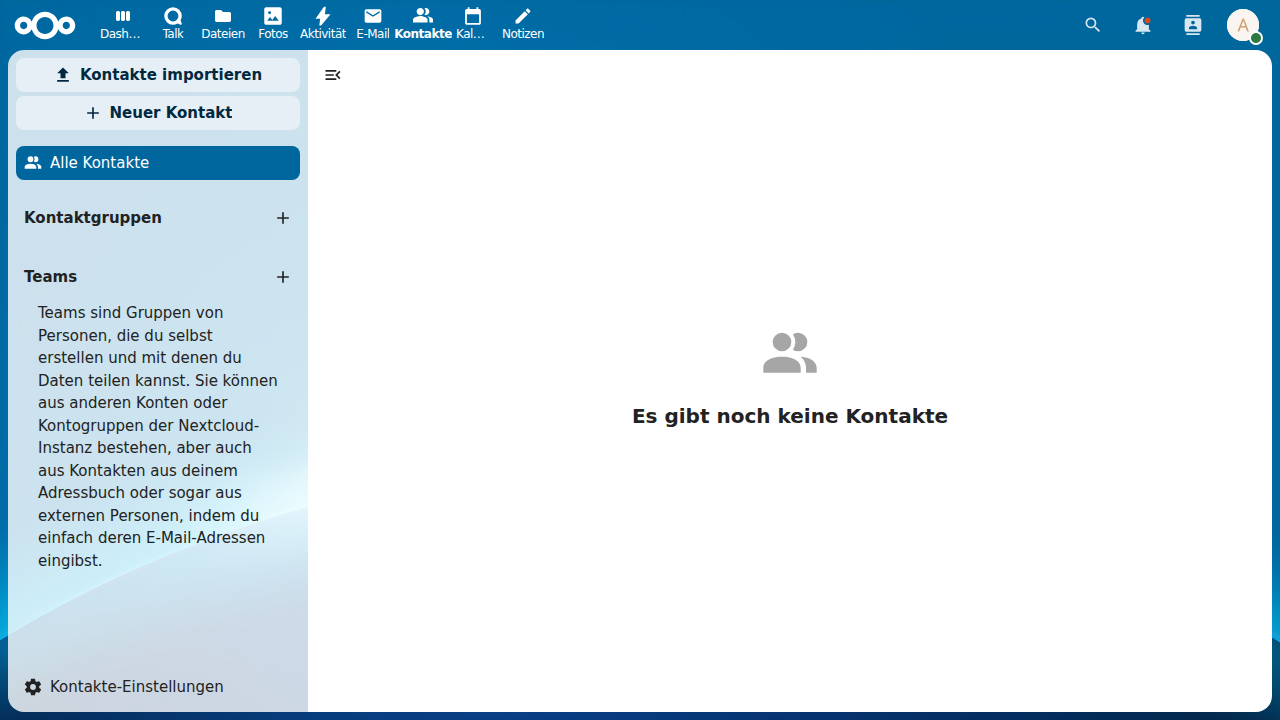 Dash…
Talk
Dateien
Fotos
Aktivität
E-Mail
Kontakte
Kal…
Notizen
A
Kontakte importieren
Neuer Kontakt
Alle Kontakte
Kontaktgruppen
Teams
Teams sind Gruppen von
Personen, die du selbst
erstellen und mit denen du
Daten teilen kannst. Sie können
aus anderen Konten oder
Kontogruppen der Nextcloud-
Instanz bestehen, aber auch
aus Kontakten aus deinem
Adressbuch oder sogar aus
externen Personen, indem du
einfach deren E-Mail-Adressen
eingibst.
Kontakte-Einstellungen
Es gibt noch keine Kontakte